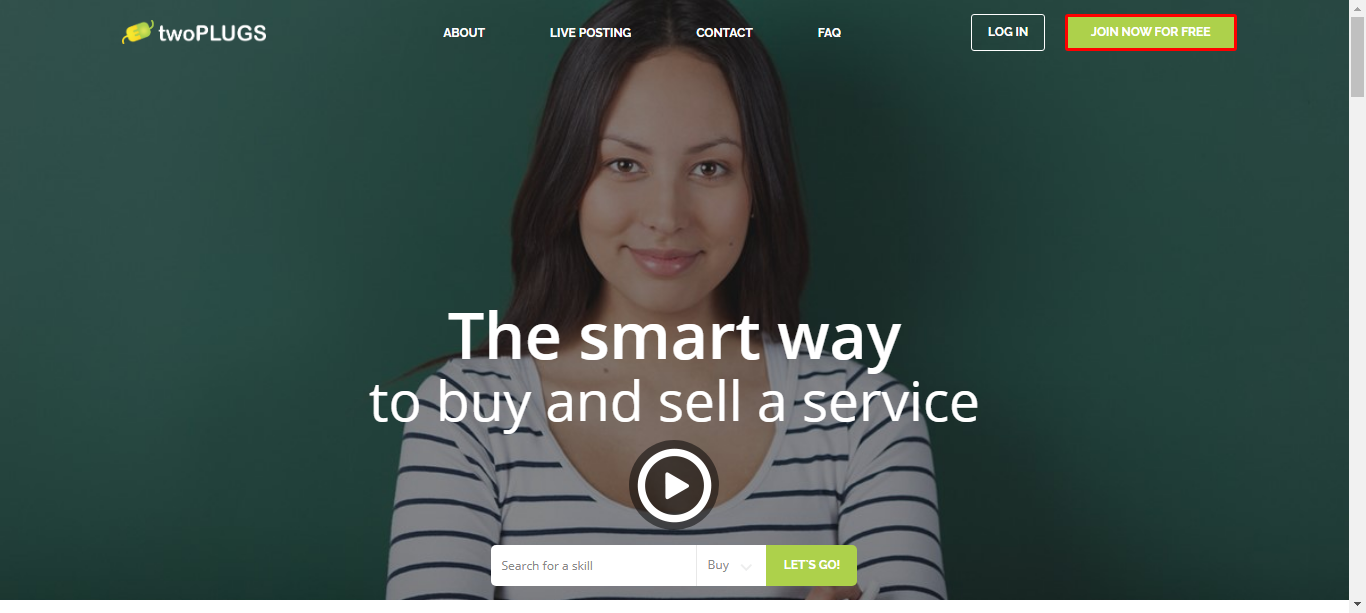 twoPLUGS
ABOUT
LIVE POSTING
CONTACT
FAQ
LOG IN
JOIN NOW FOR FREE
The smart way
to buy and sell a service
Search for a skill
Buy
LET'S GO!